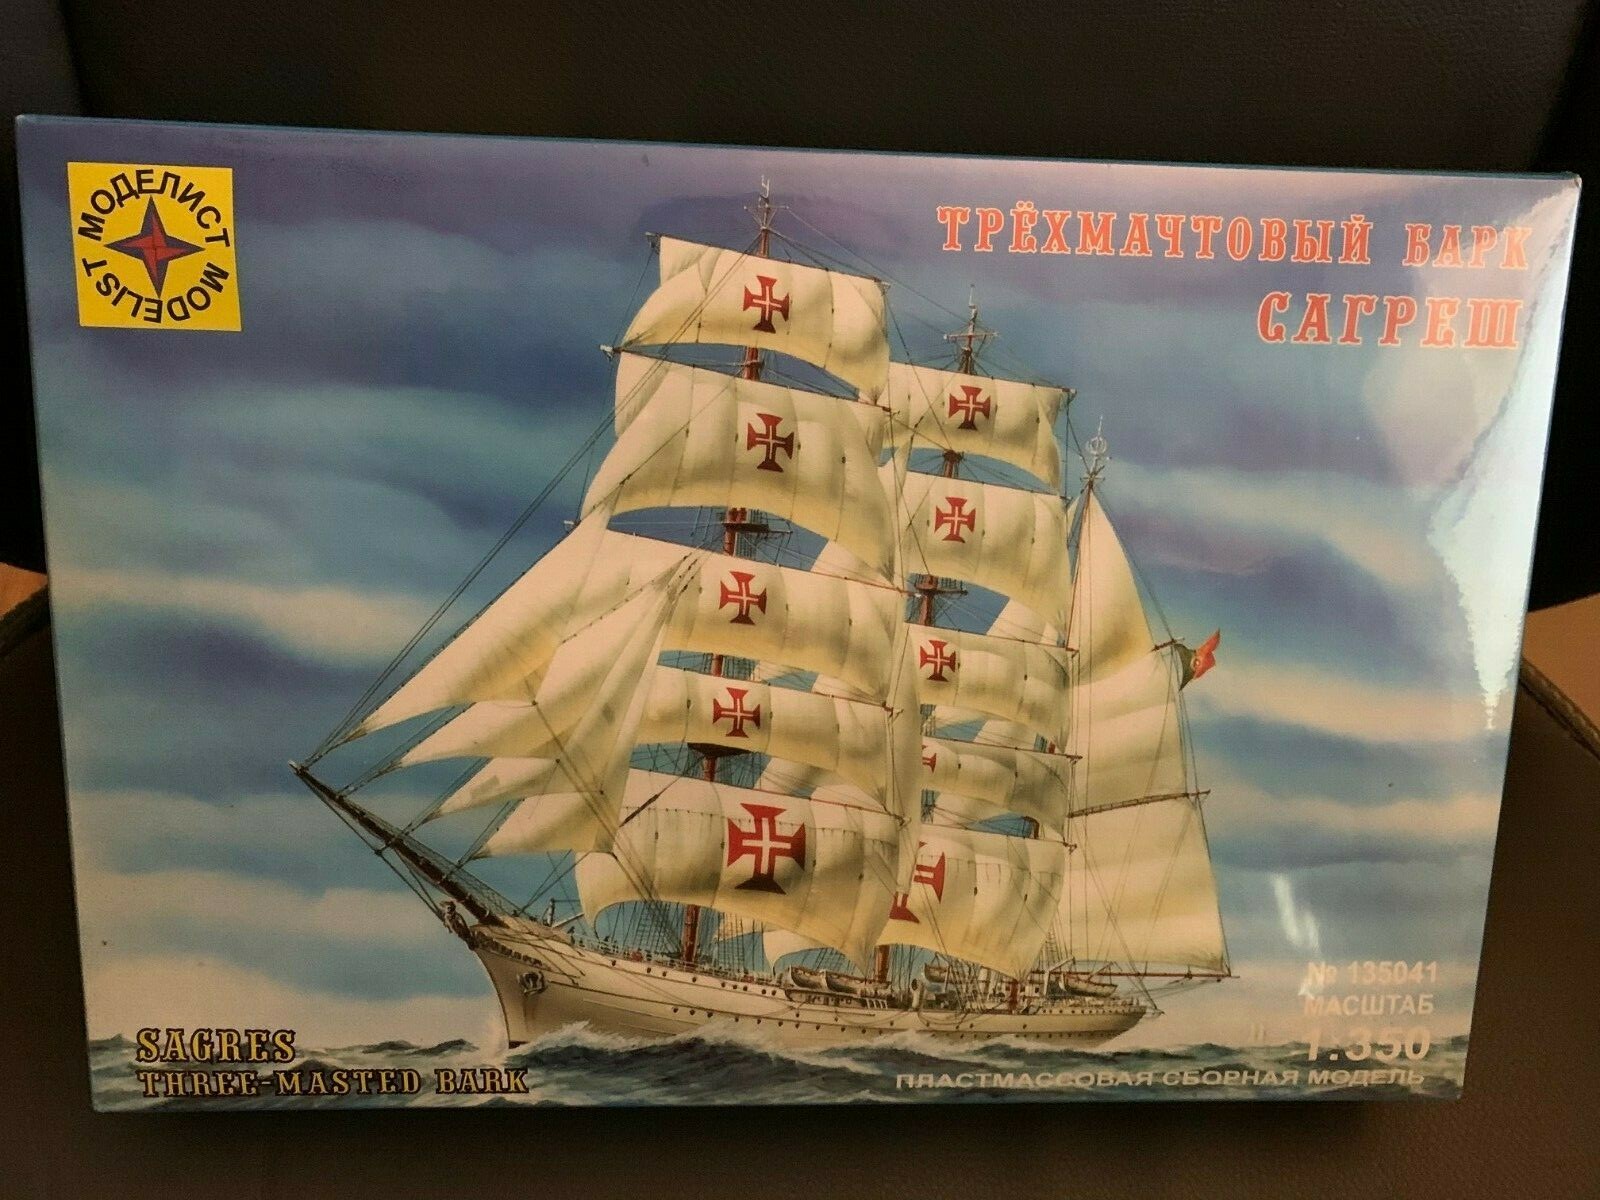 МОДЕЛИСТ
MODELIST
ТРЁХМАЧТОВЫЙ БАРК
САГРЕШ
№ 135041
МАСШТАБ
1:350
ПЛАСТМАССОВАЯ СБОРНАЯ МОДЕЛЬ
SAGRES
THREE-MASTED BARK